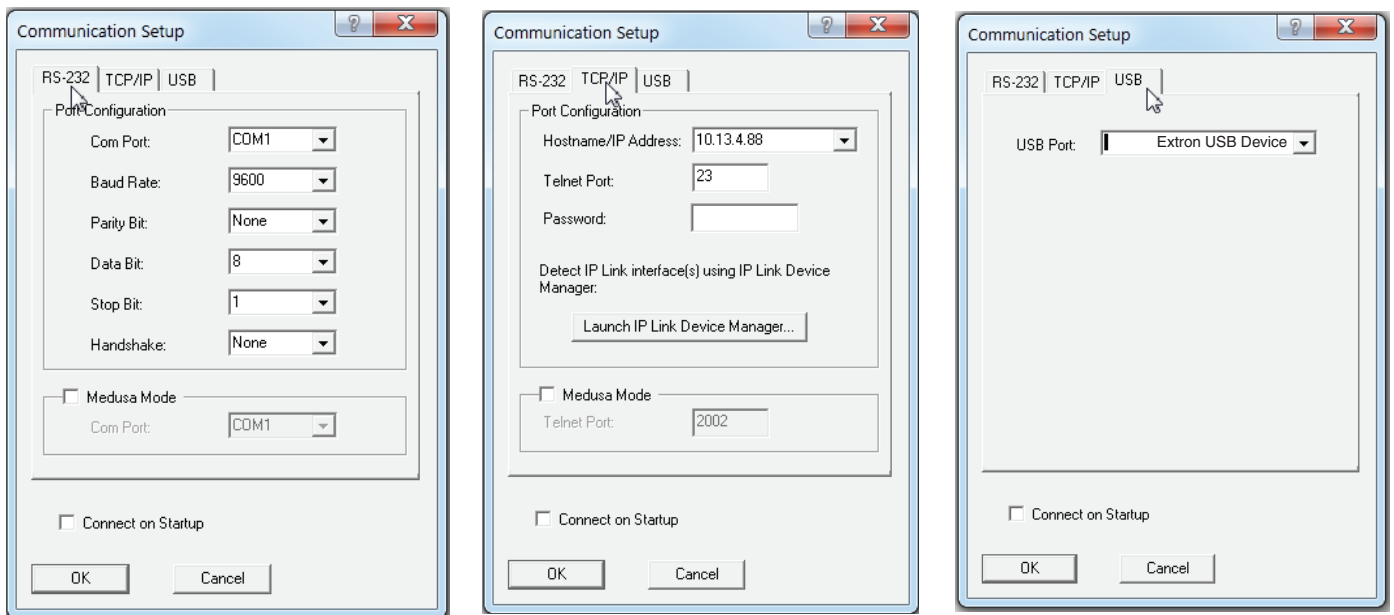 Communication Setup
RS-232 TCP/IP USB
Port Configuration
Com Port: COM1
Baud Rate: 9600
Parity Bit: None
Data Bit: 8
Stop Bit: 1
Handshake: None
Medusa Mode
Com Port: COM1
Connect on Startup
OK Cancel
Communication Setup
RS-232 TCP/IP USB
Port Configuration
Hostname/IP Address: 10.13.4.88
Telnet Port: 23
Password:
Detect IP Link interface(s) using IP Link Device
Manager:
Launch IP Link Device Manager...
Medusa Mode
Telnet Port: 2002
Connect on Startup
OK Cancel
Communication Setup
RS-232 TCP/IP USB
USB Port: Extron USB Device
Connect on Startup
OK Cancel